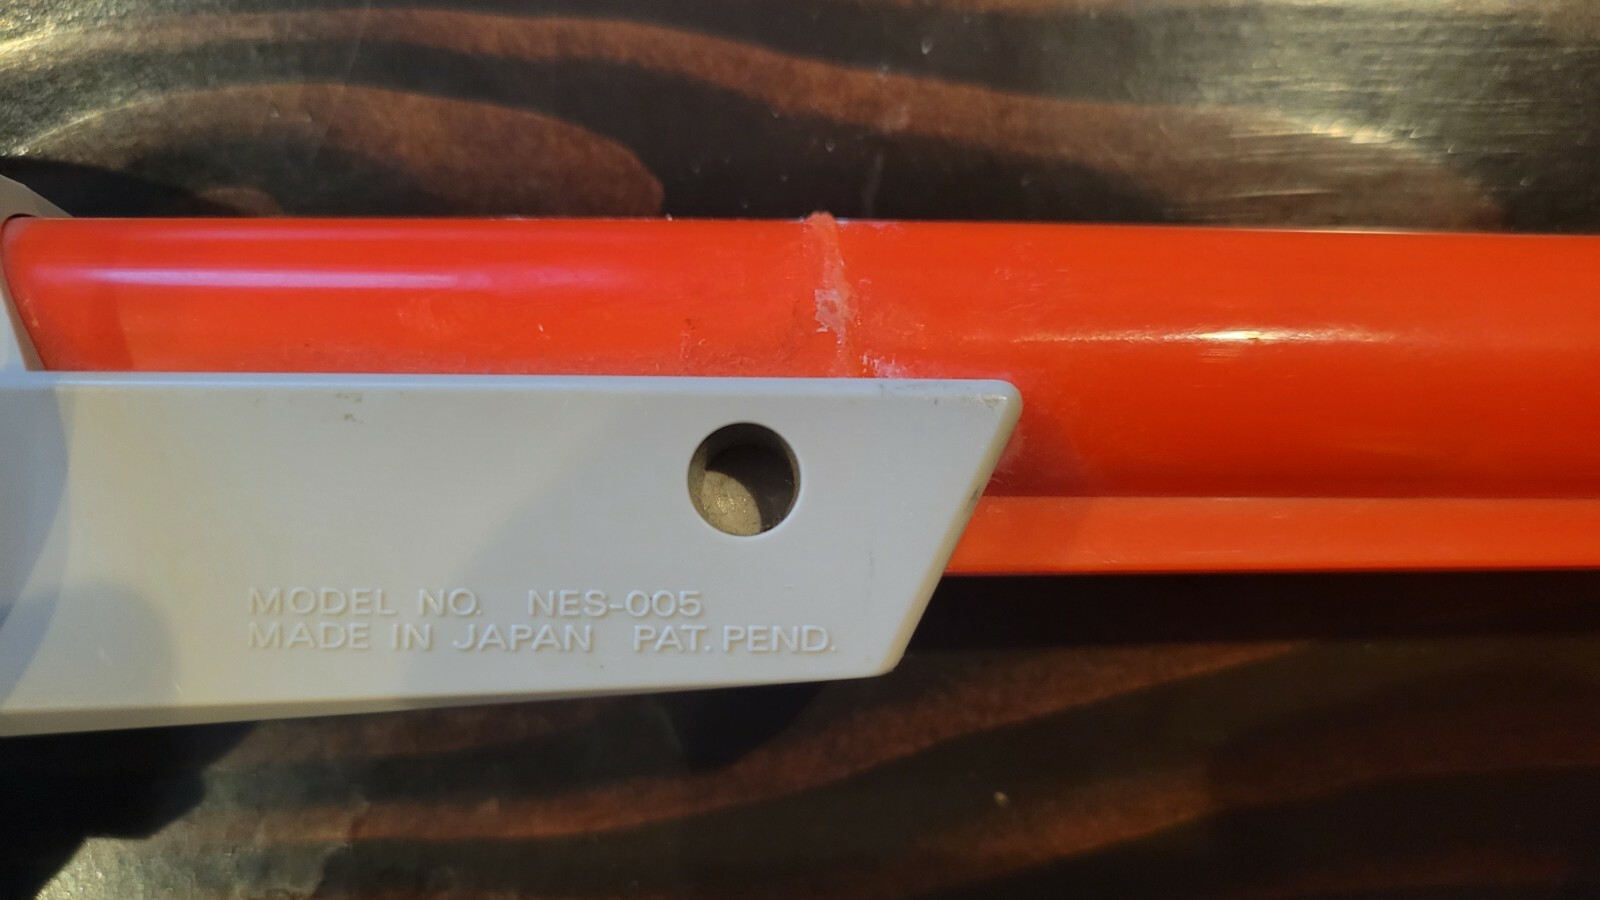 MODEL NO. NES-005
MADE IN JAPAN PAT. PEND.